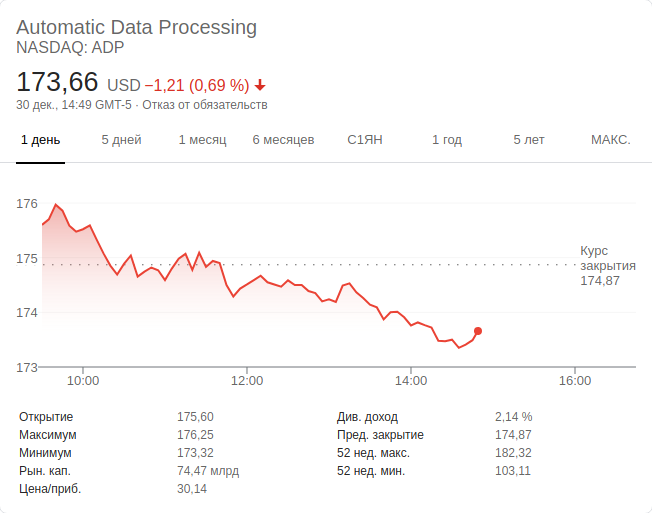 Automatic Data Processing
NASDAQ: ADP
173,66 USD −1,21 (0,69 %)
30 дек., 14:49 GMT-5 · Отказ от обязательств
1 день 5 дней 1 месяц 6 месяцев С1ЯН 1 год 5 лет МАКС.
176
175
174
173
Курс
закрытия
174,87
10:00 12:00 14:00 16:00
Открытие 175,60
Максимум 176,25
Минимум 173,32
Рын. кап. 74,47 млрд
Цена/приб. 30,14
Див. доход 2,14 %
Пред. закрытие 174,87
52 нед. макс. 182,32
52 нед. мин. 103,11